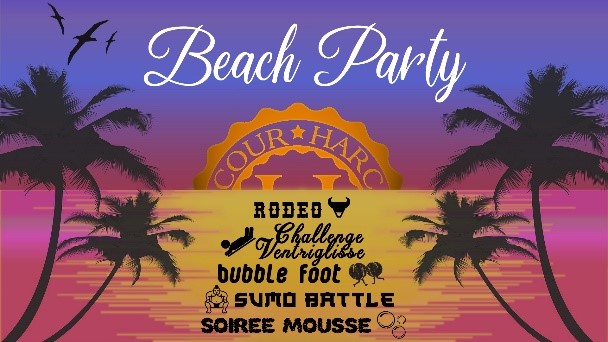 Beach Party
COUR★HARC
RODEO
Challenge
Ventriglisse
bubble foot
SUMO BATTLE
SOIREE MOUSSE